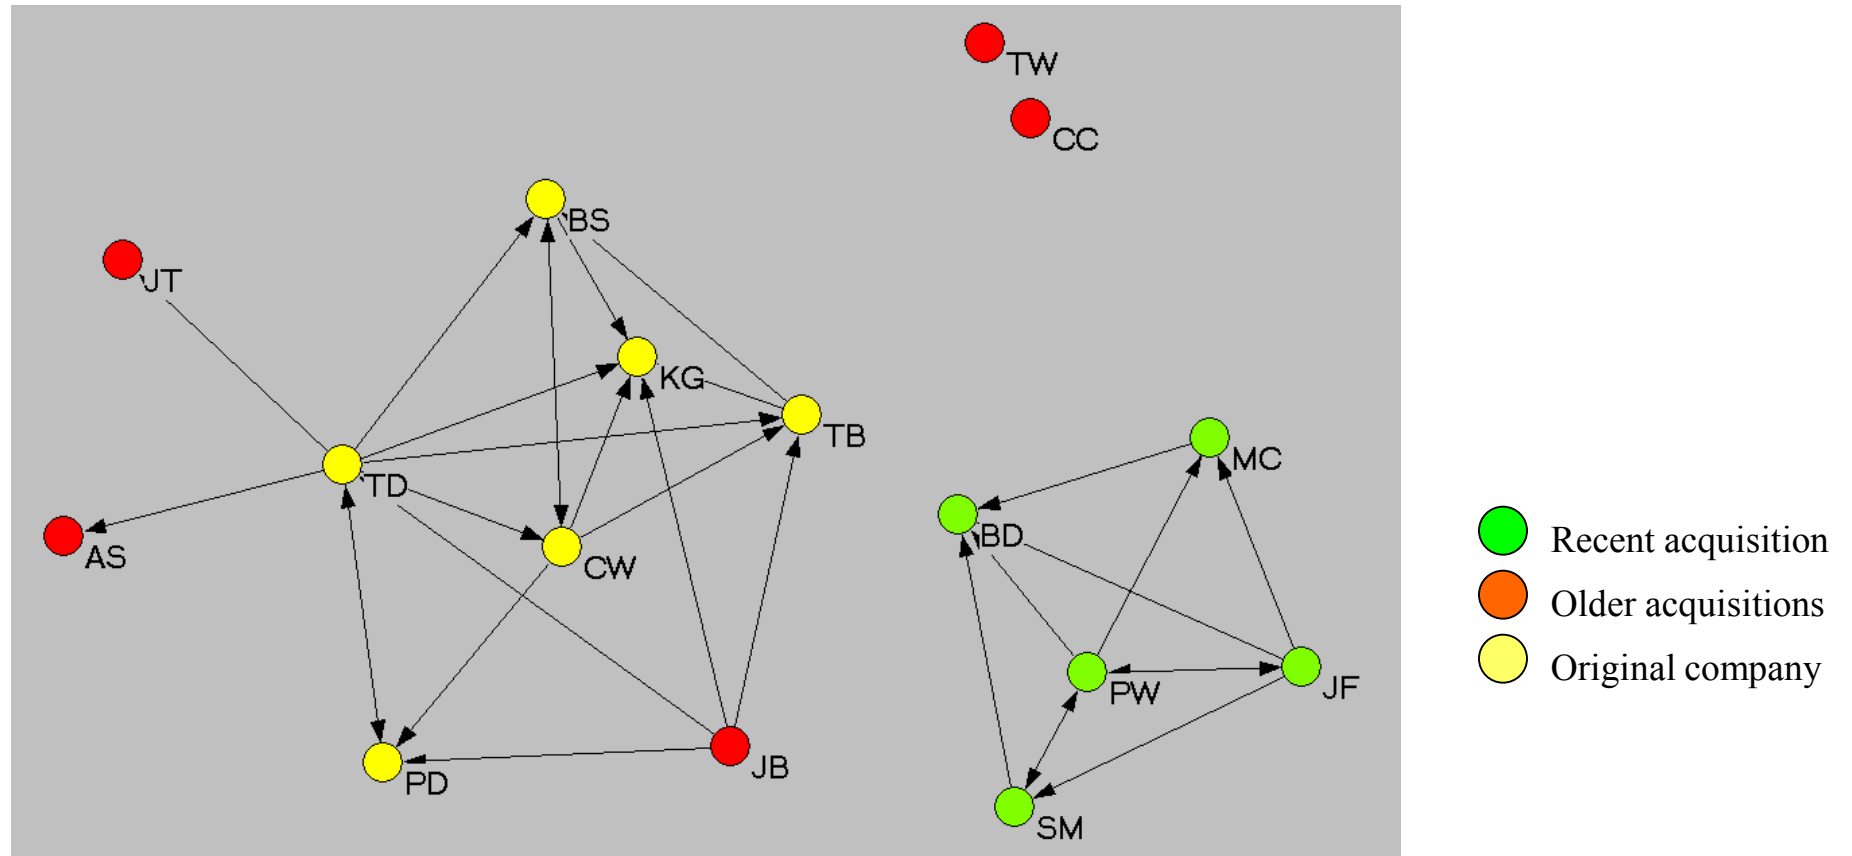 TW
CC
BS
JT
KG
TB
MC
TD
BD
AS
CW
PW
JF
JB
PD
SM
Recent acquisition
Older acquisitions
Original company